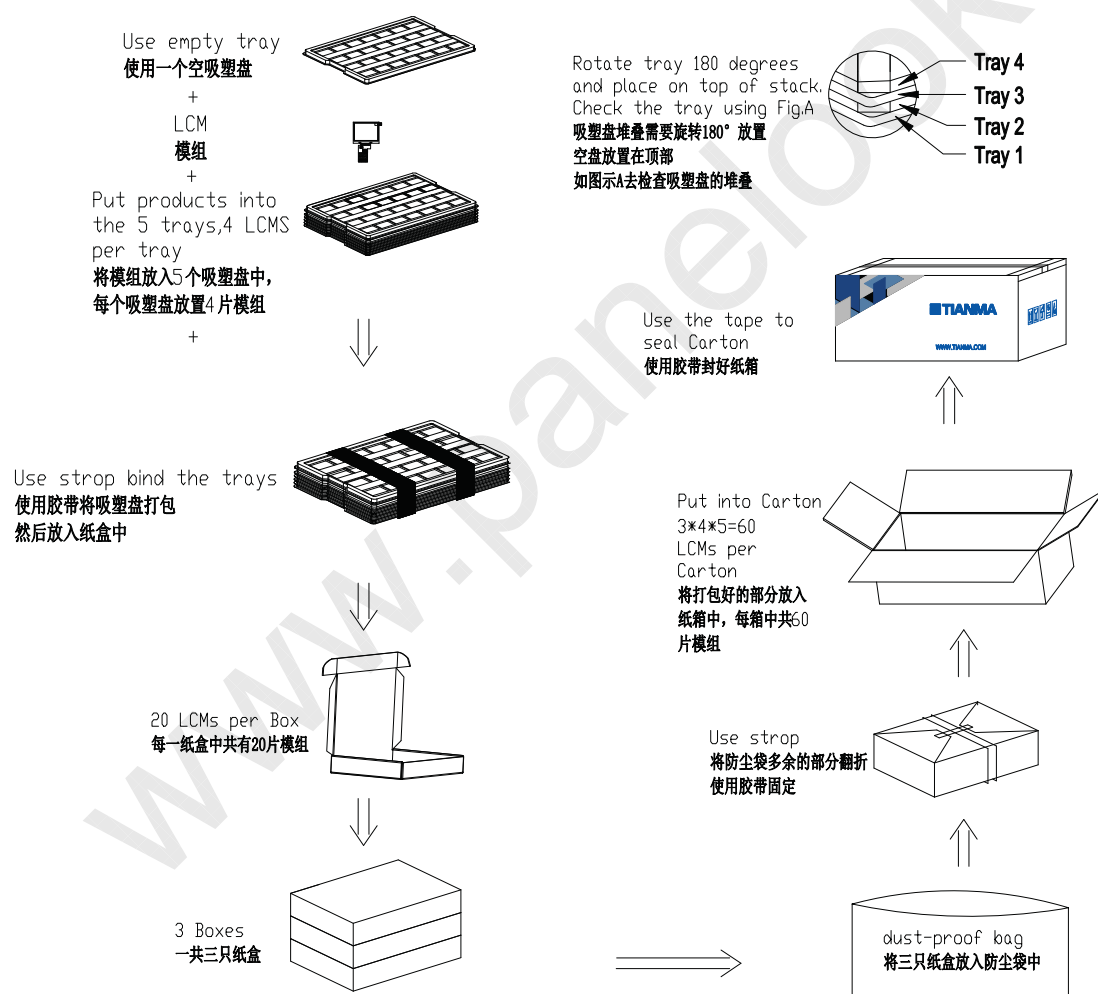 Use empty tray
使用一个空吸塑盘
+
LCM
模组
+
Put products into
the 5 trays,4 LCMS
per tray
将模组放入5个吸塑盘中,
每个吸塑盘放置4片模组
+
Use strop bind the trays
使用胶带将吸塑盘打包
然后放入纸盒中
20 LCMs per Box
每一纸盒中共有20片模组
3 Boxes
一共三只纸盒
dust-proof bag
将三只纸盒放入防尘袋中
Use strop
将防尘袋多余的部分翻折
使用胶带固定
Put into Carton
3*4*5=60
LCMs per
Carton
将打包好的部分放入
纸箱中，每箱中共60
片模组
Use the tape to
seal Carton
使用胶带封好纸箱
TIANMA
WWW.TIANMA.COM
Rotate tray 180 degrees
and place on top of stack.
Check the tray using Fig.A
吸塑盘堆叠需要旋转180°放置
空盘放置在顶部
如图示A去检查吸塑盘的堆叠
Tray 4
Tray 3
Tray 2
Tray 1
www.panelook